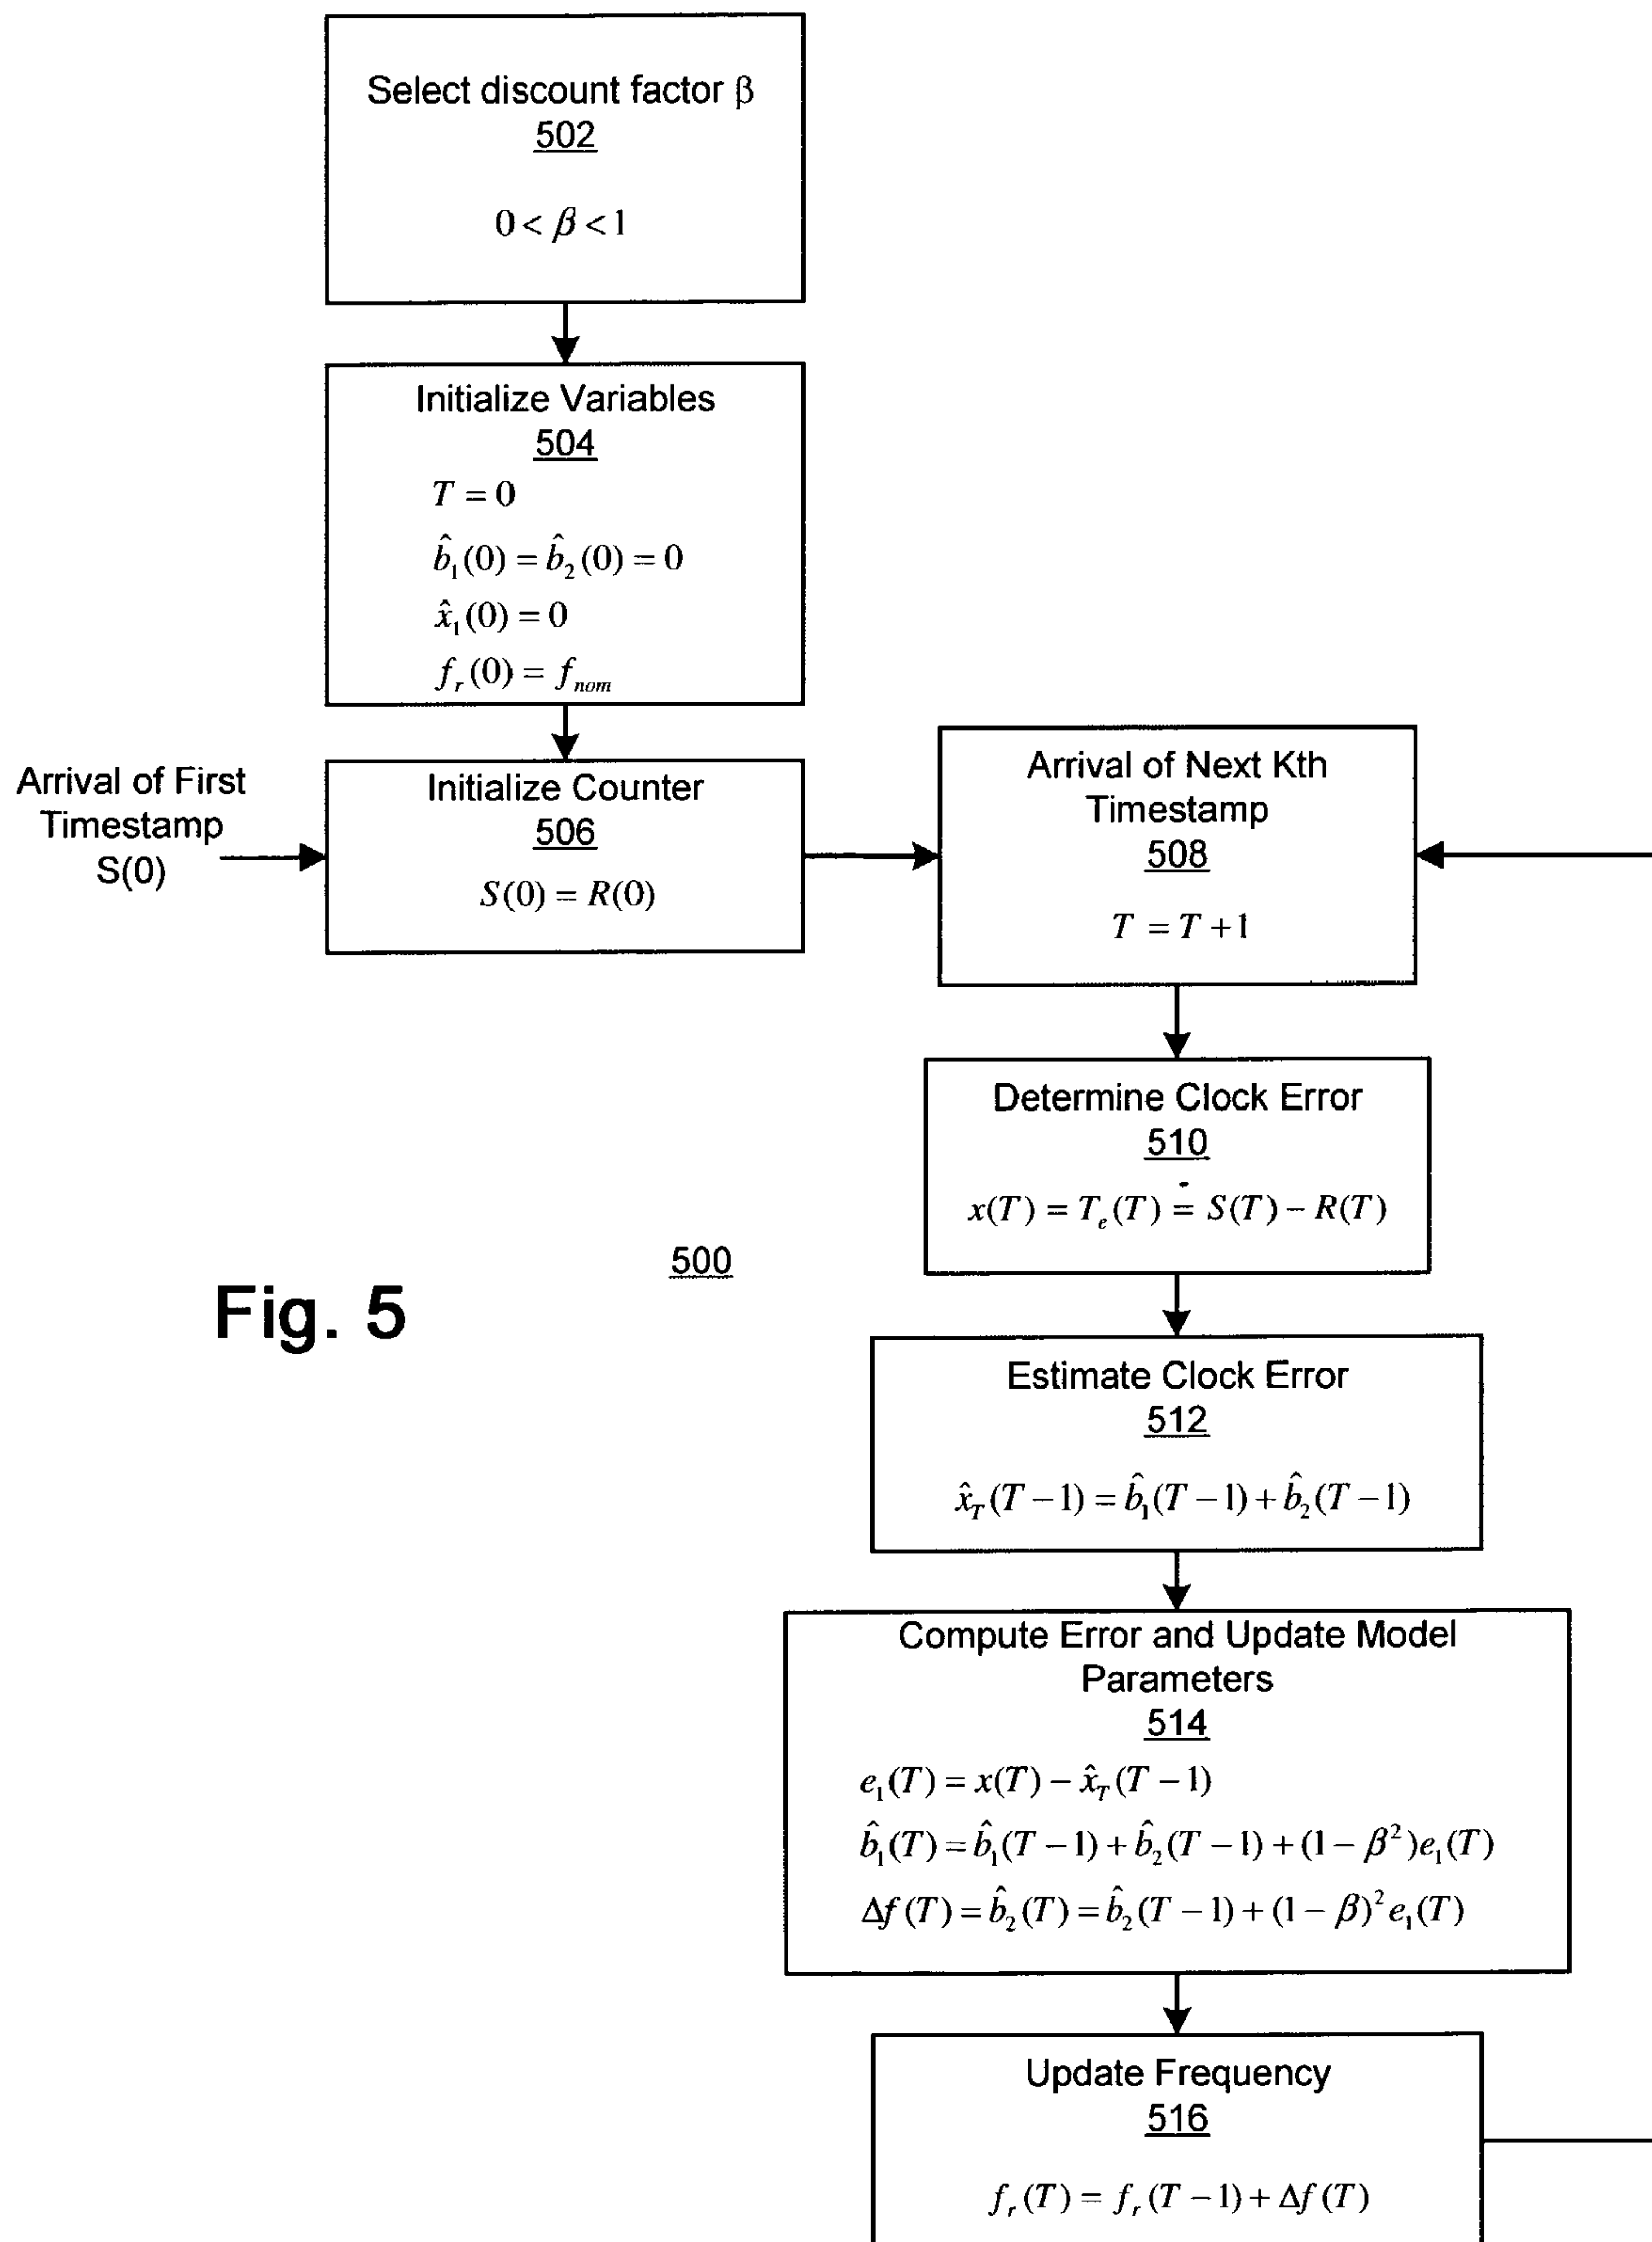 Select discount factor β
502
0 < β < 1
Initialize Variables
504
T = 0
b̂₁(0) = b̂₂(0) = 0
x̂₁(0) = 0
fᵣ(0) = f_nom
Arrival of First
Timestamp
S(0)
Initialize Counter
506
S(0) = R(0)
Arrival of Next Kth
Timestamp
508
T = T + 1
Determine Clock Error
510
x(T) = Tₑ(T) = S(T) − R(T)
500
Fig. 5
Estimate Clock Error
512
x̂_T(T − 1) = b̂₁(T − 1) + b̂₂(T − 1)
Compute Error and Update Model
Parameters
514
e₁(T) = x(T) − x̂_T(T − 1)
b̂₁(T) = b̂₁(T − 1) + b̂₂(T − 1) + (1 − β²)e₁(T)
Δf(T) = b̂₂(T) = b̂₂(T − 1) + (1 − β)²e₁(T)
Update Frequency
516
fᵣ(T) = fᵣ(T − 1) + Δf(T)